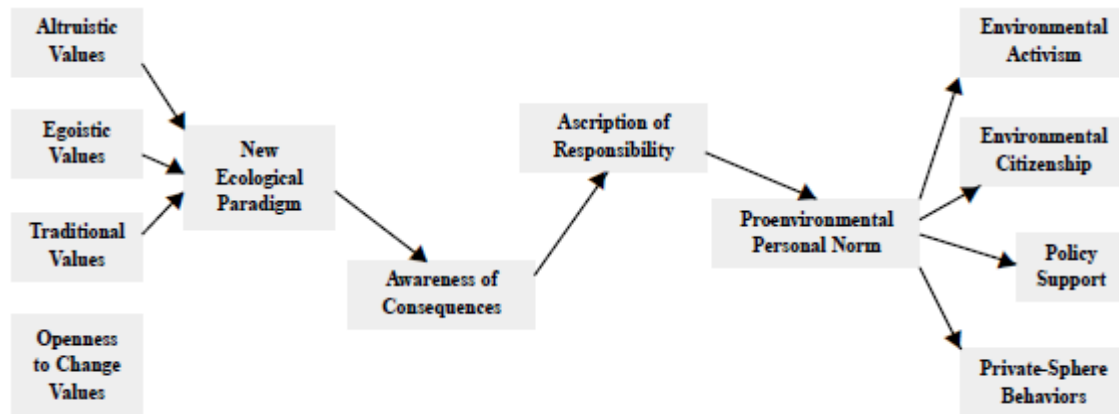 Altruistic
Values
Egoistic
Values
Traditional
Values
Openness
to Change
Values
New
Ecological
Paradigm
Awareness of
Consequences
Ascription of
Responsibility
Proenvironmental
Personal Norm
Environmental
Activism
Environmental
Citizenship
Policy
Support
Private-Sphere
Behaviors